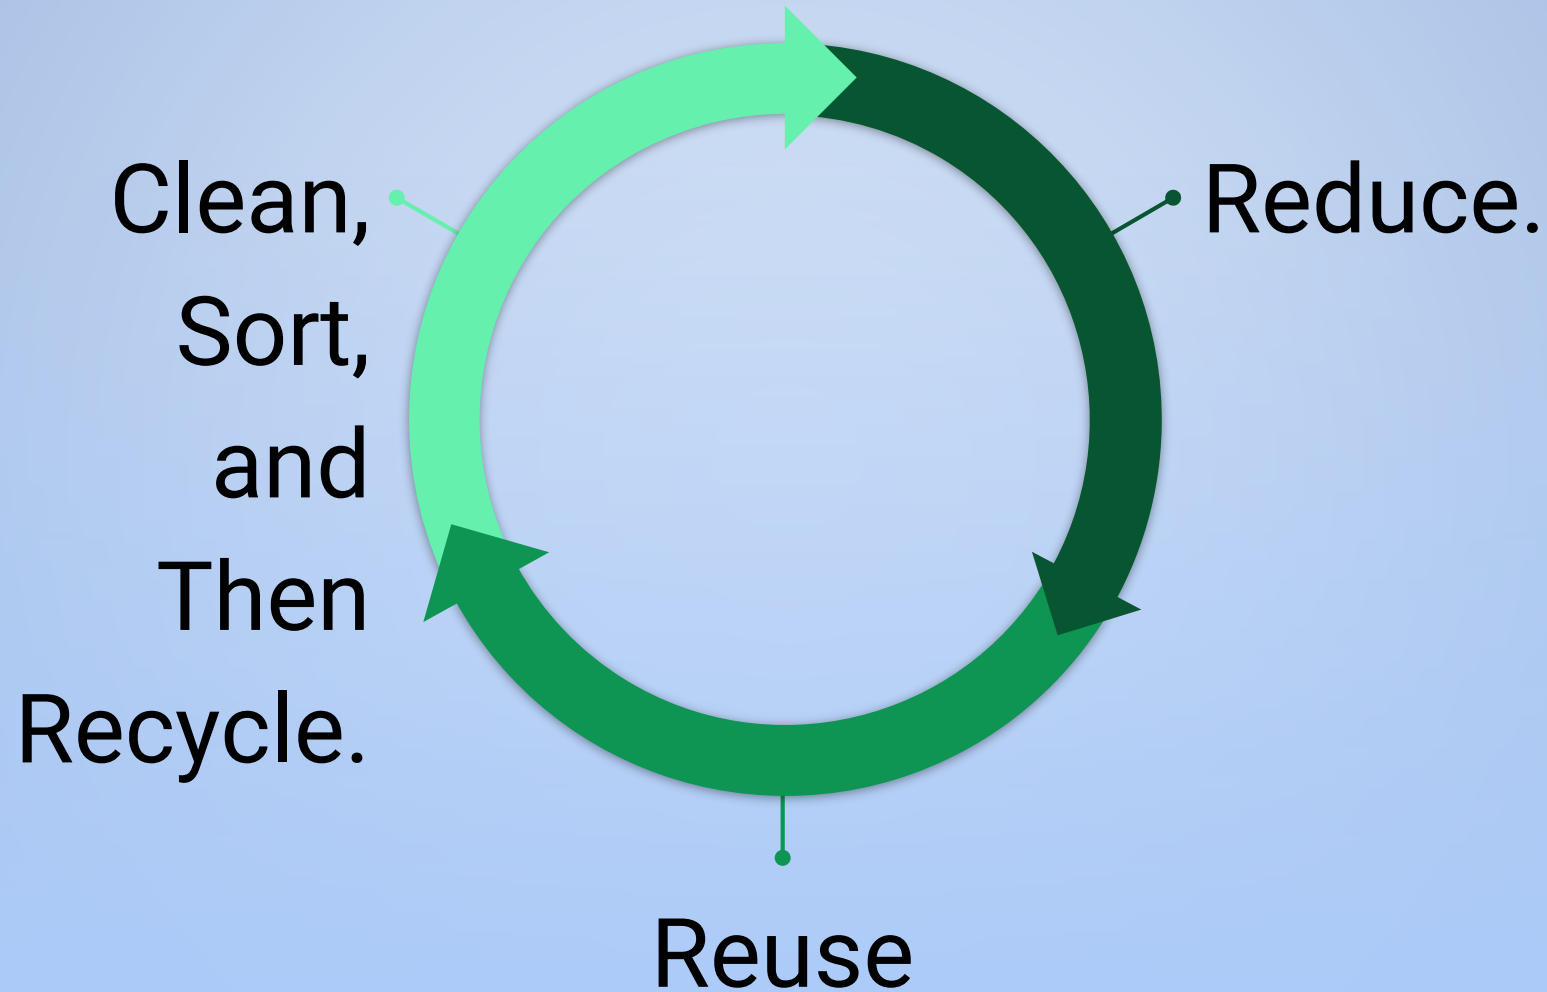 Clean,
Sort,
and
Then
Recycle.
Reduce.
Reuse